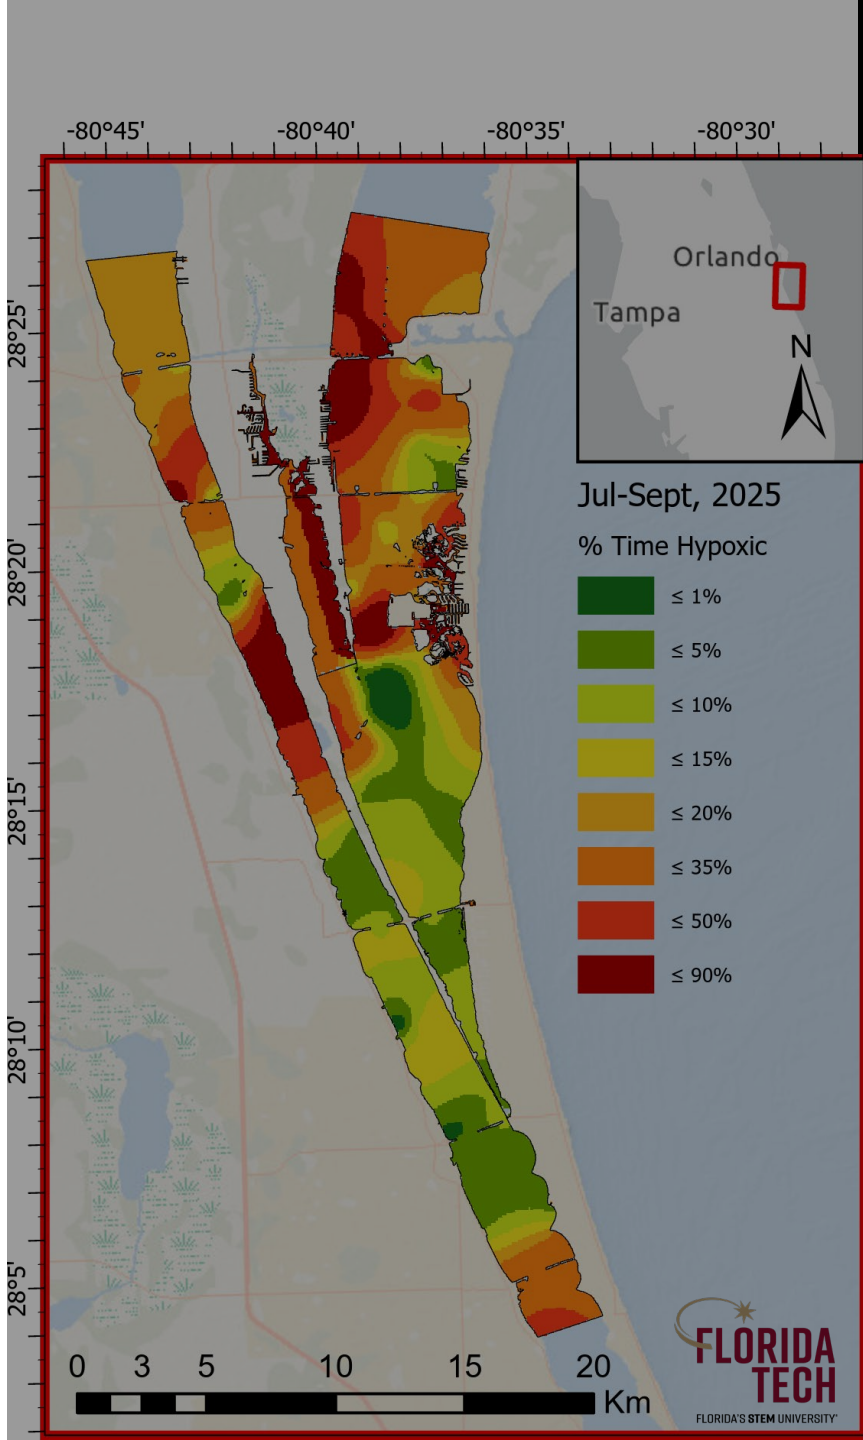 -80°45' -80°40' -80°35' -80°30'
Orlando
Tampa
N
28°25'
28°20'
28°15'
28°10'
28°5'
Jul-Sept, 2025
% Time Hypoxic
≤ 1%
≤ 5%
≤ 10%
≤ 15%
≤ 20%
≤ 35%
≤ 50%
≤ 90%
0 3 5 10 15 20
Km
FLORIDA
TECH
FLORIDA'S STEM UNIVERSITY'